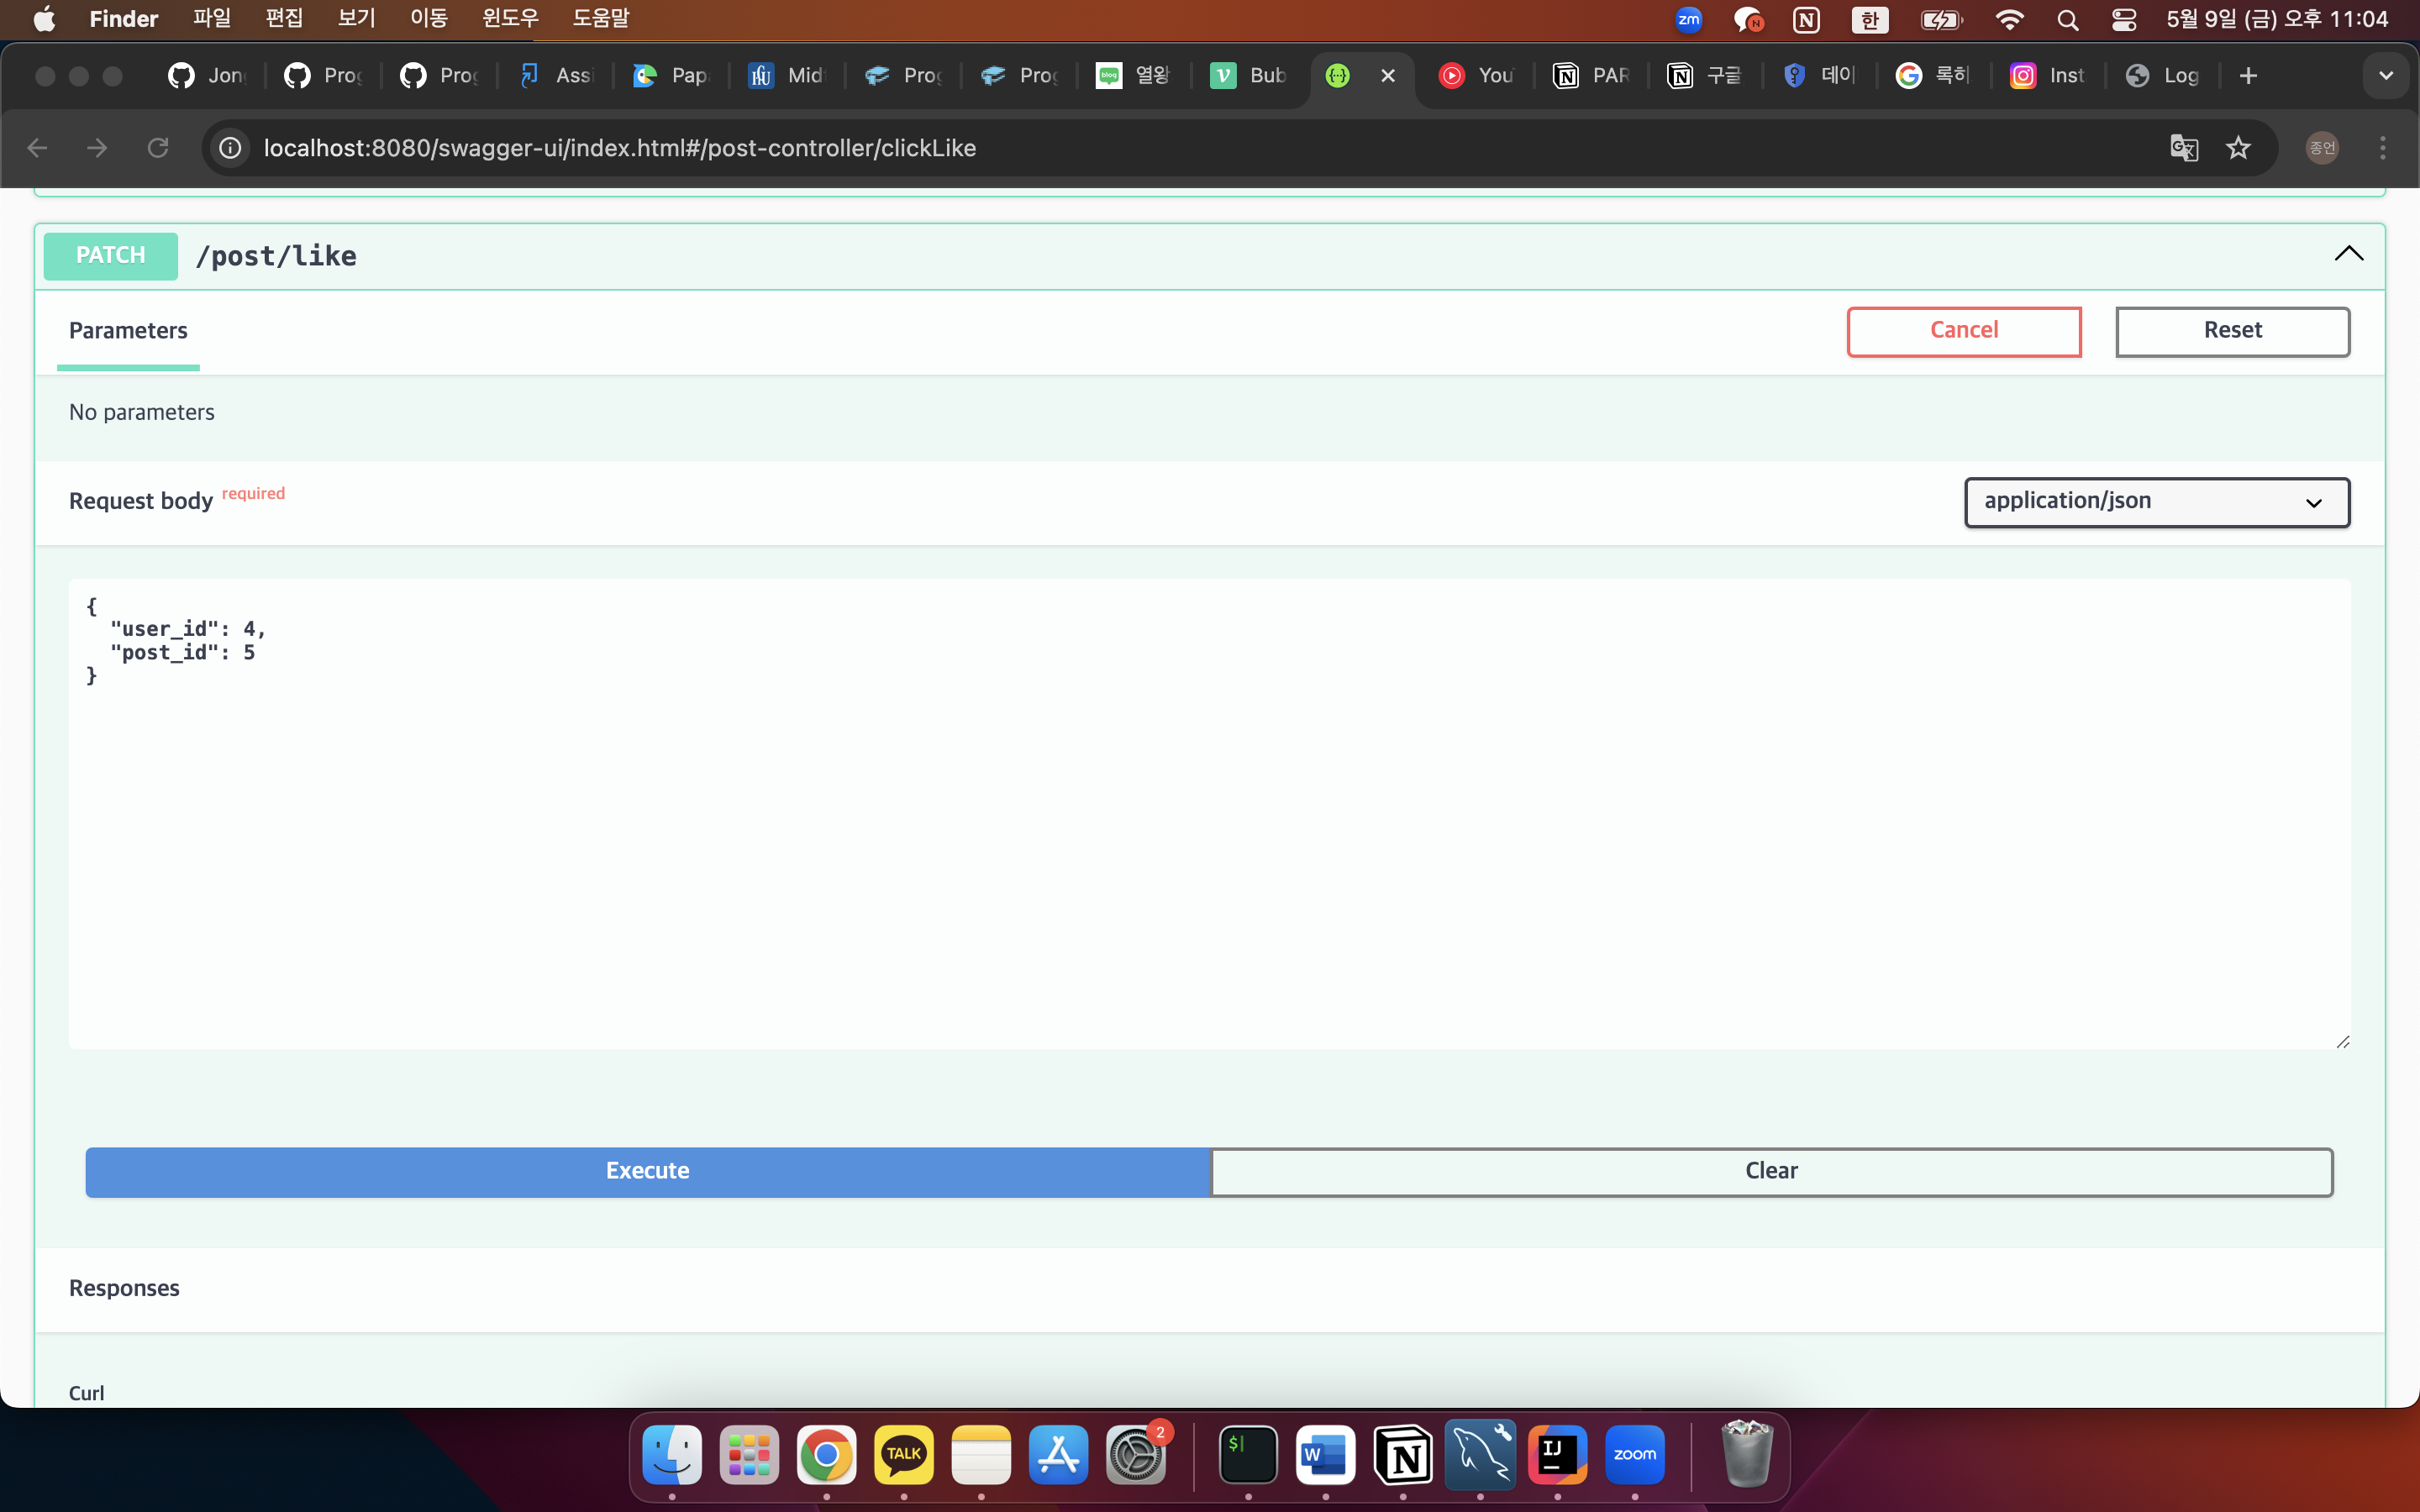 Finder 파일 편집 보기 이동 윈도우 도움말 zm N N 한 5월 9일 (금) 오후 11:04
Jon Prog Prog Assi Pap Mid Prog Prog blog 열왕 v Bub You PAR 구글 데이 록히 Inst Log
localhost:8080/swagger-ui/index.html#/post-controller/clickLike 종언
PATCH /post/like
Parameters Cancel Reset
No parameters
Request body required application/json
{
"user_id": 4,
"post_id": 5
}
Execute Clear
Responses
Curl
TALK 2 $ W N IJ zoom